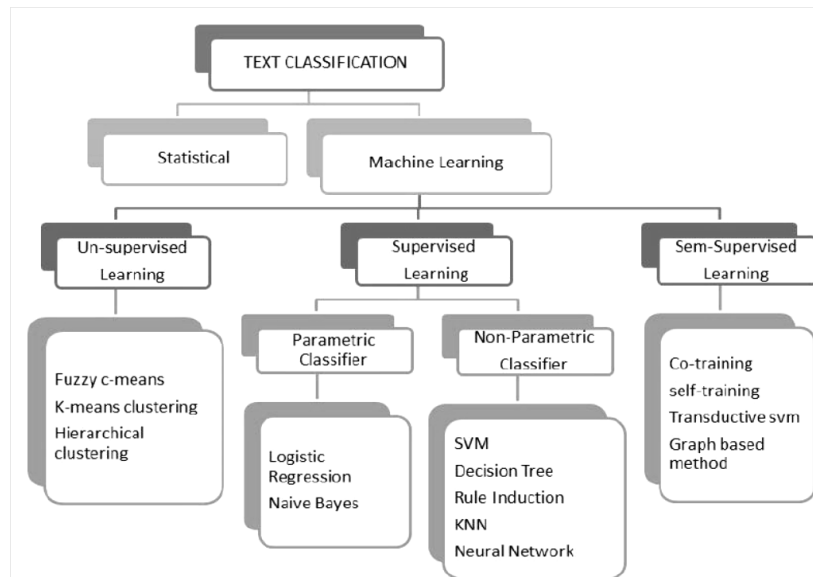 TEXT CLASSIFICATION
Statistical
Machine Learning
Un-supervised
Learning
Supervised
Learning
Sem-Supervised
Learning
Parametric
Classifier
Non-Parametric
Classifier
Fuzzy c-means
K-means clustering
Hierarchical
clustering
Logistic
Regression
Naive Bayes
SVM
Decision Tree
Rule Induction
KNN
Neural Network
Co-training
self-training
Transductive svm
Graph based
method